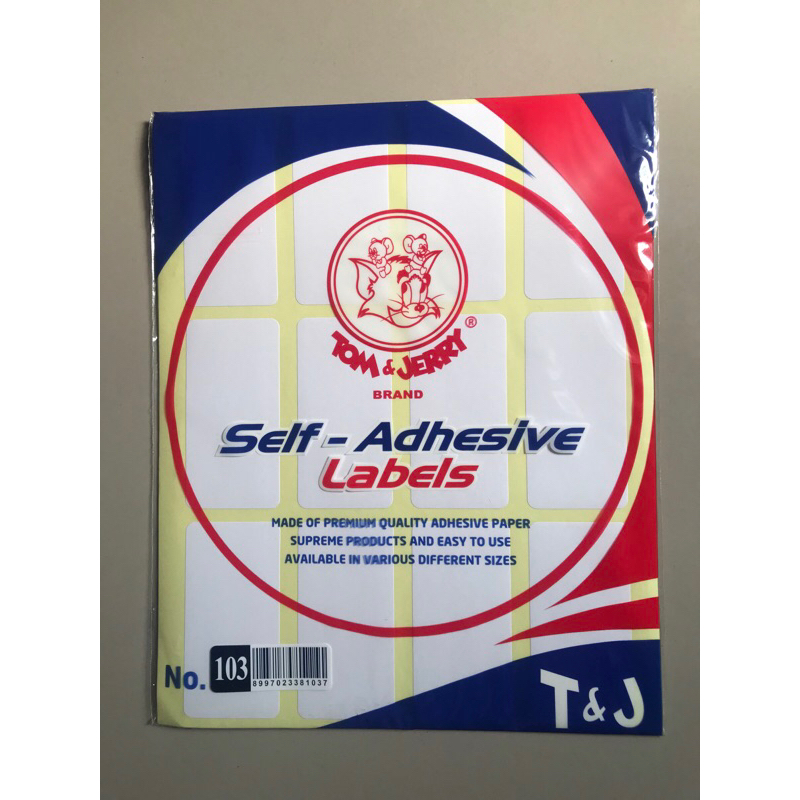 TOM & JERRY ®
BRAND
Self - Adhesive
Labels
MADE OF PREMIUM QUALITY ADHESIVE PAPER
SUPREME PRODUCTS AND EASY TO USE
AVAILABLE IN VARIOUS DIFFERENT SIZES
No. 103
8997023381037
T & J